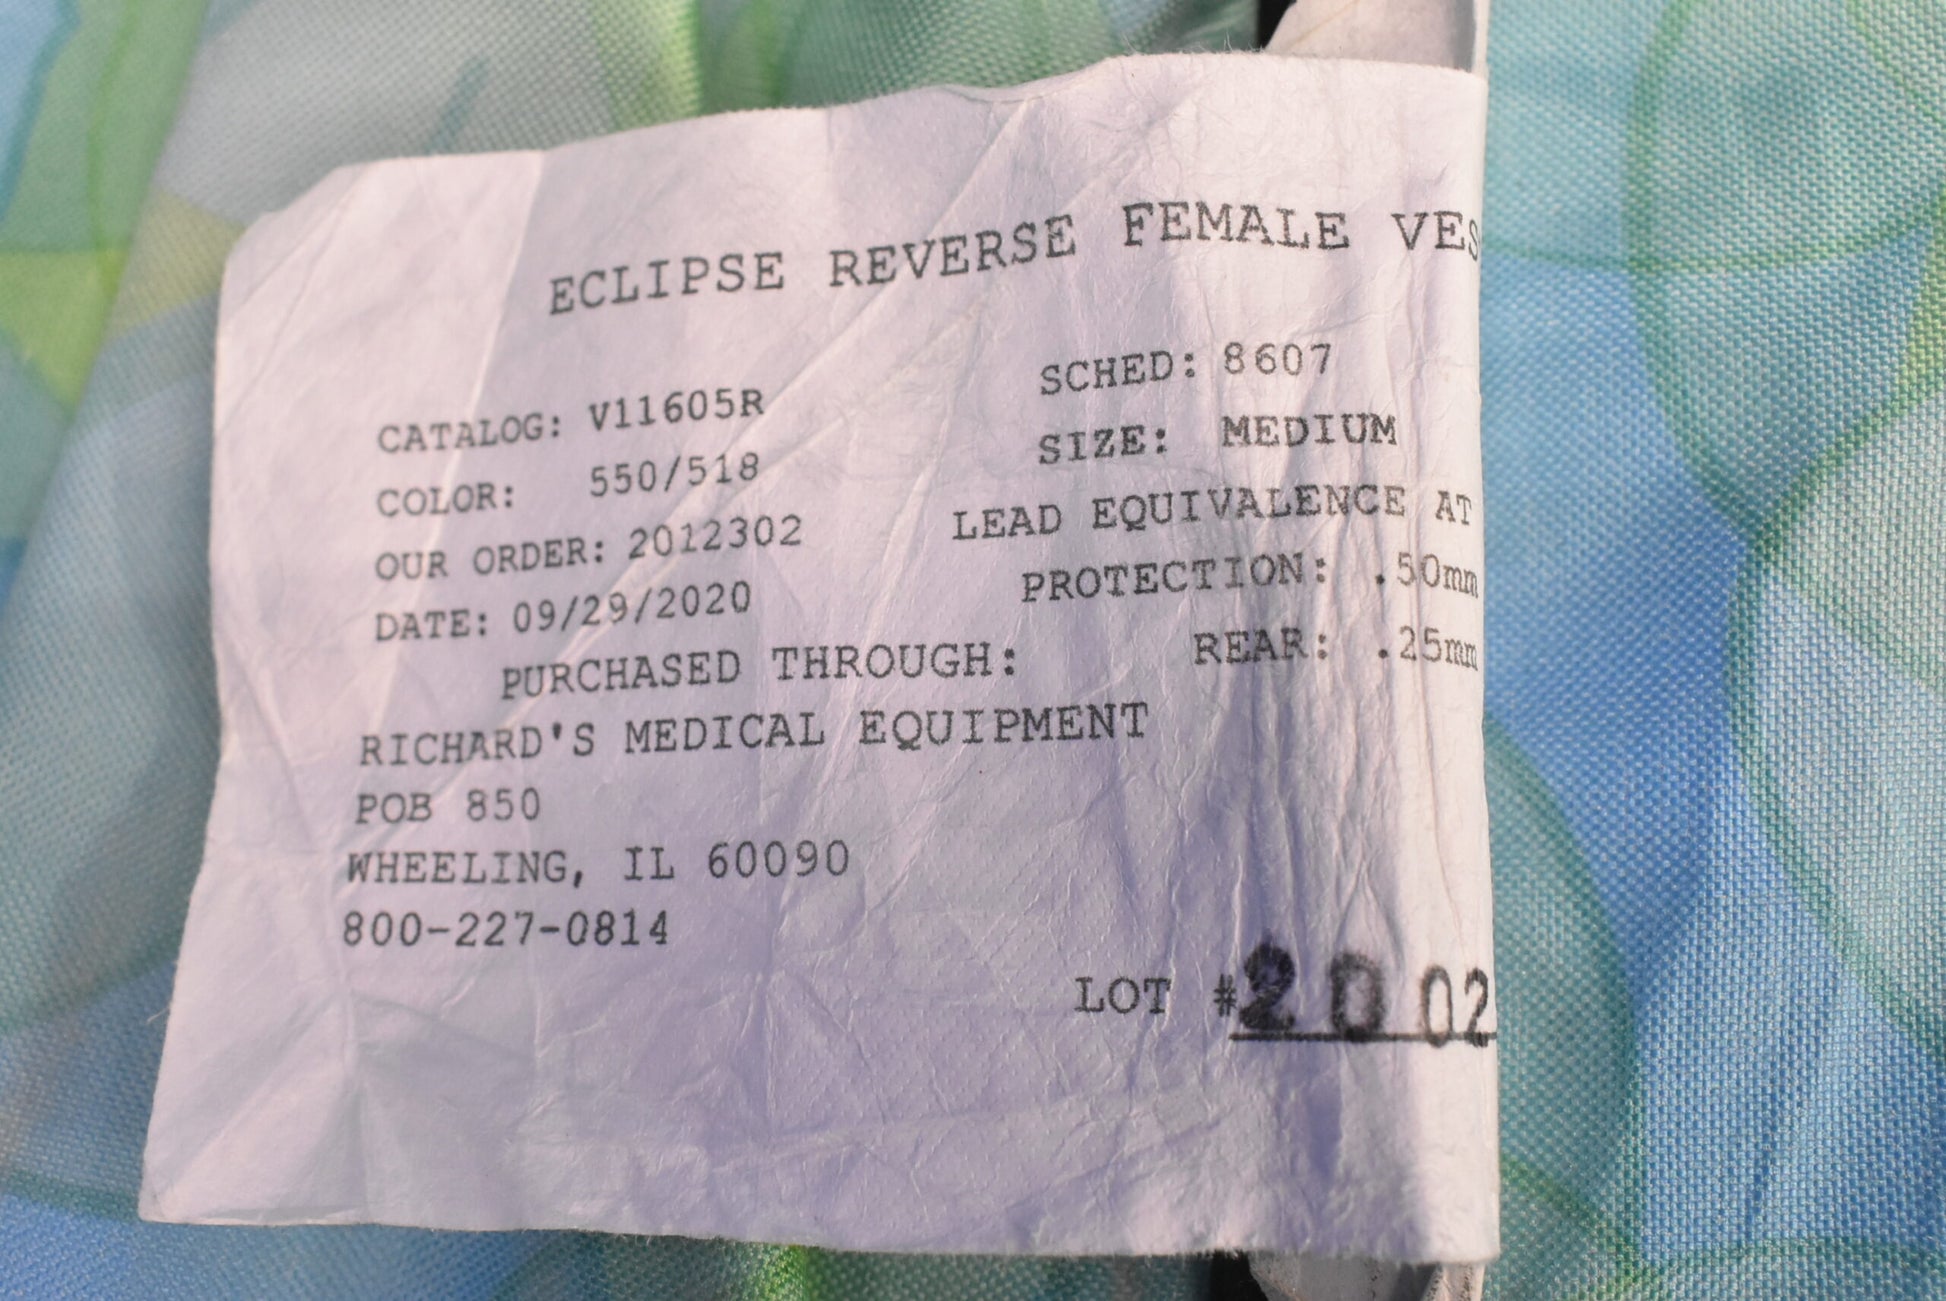 ECLIPSE REVERSE FEMALE VES
CATALOG: V11605R
SCHED: 8607
COLOR: 550/518
SIZE: MEDIUM
OUR ORDER: 2012302
LEAD EQUIVALENCE AT
DATE: 09/29/2020
PROTECTION: .50mm
PURCHASED THROUGH:
REAR: .25mm
RICHARD'S MEDICAL EQUIPMENT
POB 850
WHEELING, IL 60090
800-227-0814
LOT #2002